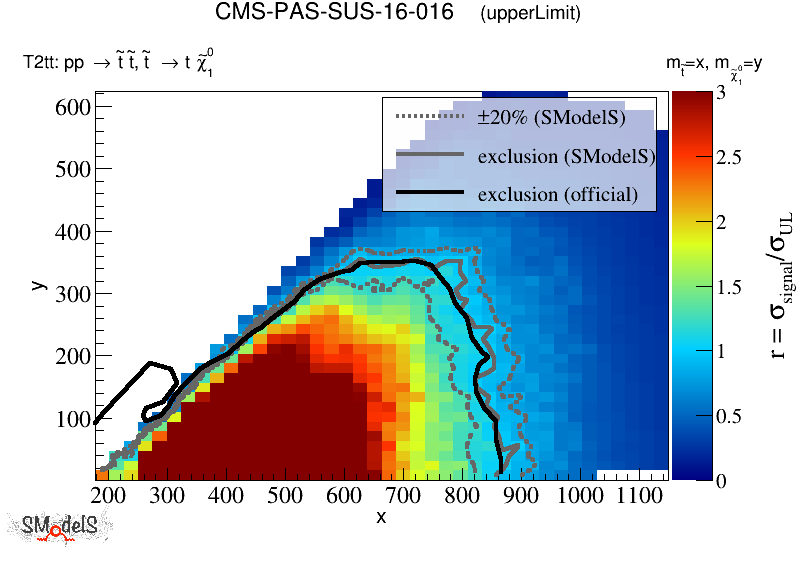 CMS-PAS-SUS-16-016 (upperLimit)
T2tt: pp → t̃ t̃, t̃ → t χ̃⁰₁
m_t̃=x, m_χ̃⁰₁=y
±20% (SModelS)
exclusion (SModelS)
exclusion (official)
600
500
400
300
200
100
y
200 300 400 500 600 700 800 900 1000 1100
x
3
2.5
2
1.5
1
0.5
0
r = σ_signal/σ_UL
SModelS